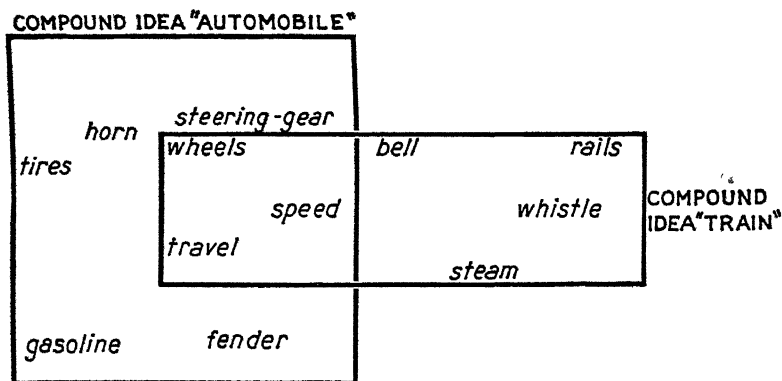 COMPOUND IDEA "AUTOMOBILE"
steering-gear
horn
wheels
bell
rails
tires
speed
whistle
COMPOUND
IDEA "TRAIN"
travel
steam
gasoline
fender